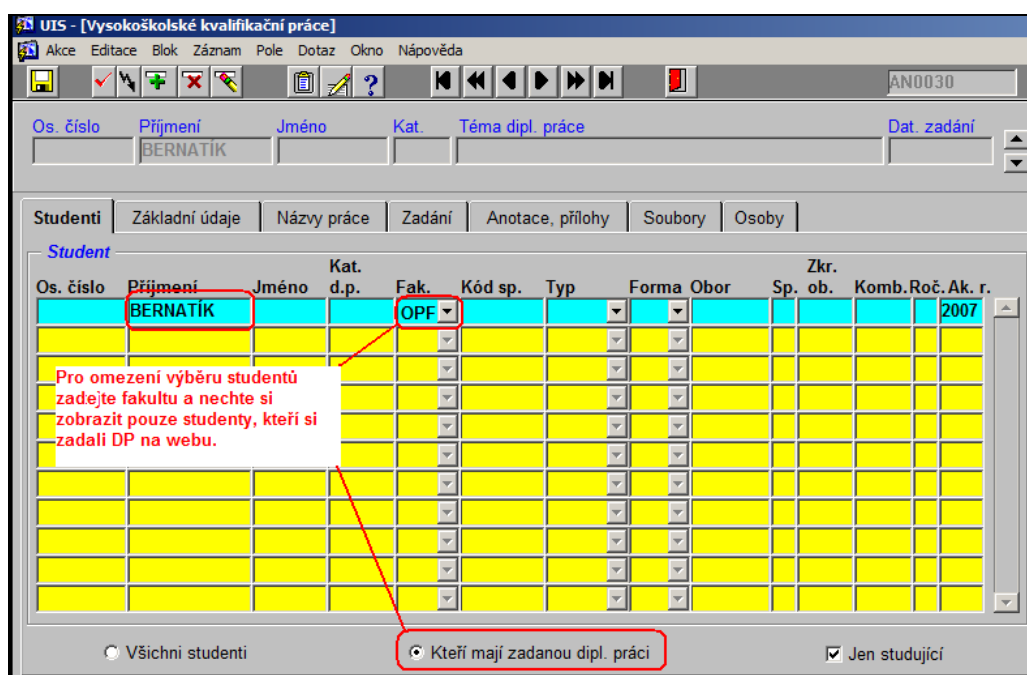 UIS - [Vysokoškolské kvalifikační práce]
Akce Editace Blok Záznam Pole Dotaz Okno Nápověda
AN0030
Os. číslo Příjmení Jméno Kat. Téma dipl. práce Dat. zadání
BERNATÍK
Studenti Základní údaje Názvy práce Zadání Anotace, přílohy Soubory Osoby
Student
Kat. Zkr.
Os. číslo Příjmení Jméno d.p. Fak. Kód sp. Typ Forma Obor Sp. ob. Komb. Roč. Ak. r.
BERNATÍK OPF 2007
Pro omezení výběru studentů
zadejte fakultu a nechte si
zobrazit pouze studenty, kteří si
zadali DP na webu.
Všichni studenti Kteří mají zadanou dipl. práci Jen studující